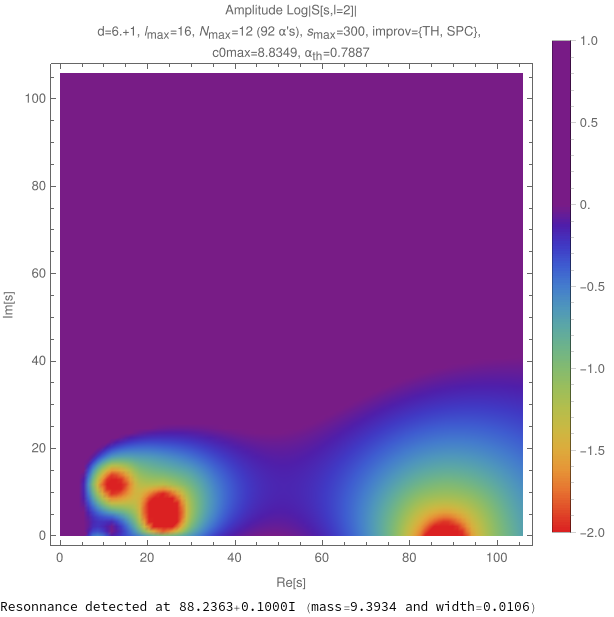 Amplitude Log|S[s,l=2]|
d=6.+1, lmax=16, Nmax=12 (92 α's), smax=300, improv={TH, SPC},
c0max=8.8349, αth=0.7887
1.0
0.5
0.
−0.5
−1.0
−1.5
−2.0
100
80
60
40
20
0
Im[s]
0 20 40 60 80 100
Re[s]
Resonnance detected at 88.2363+0.1000I (mass=9.3934 and width=0.0106)